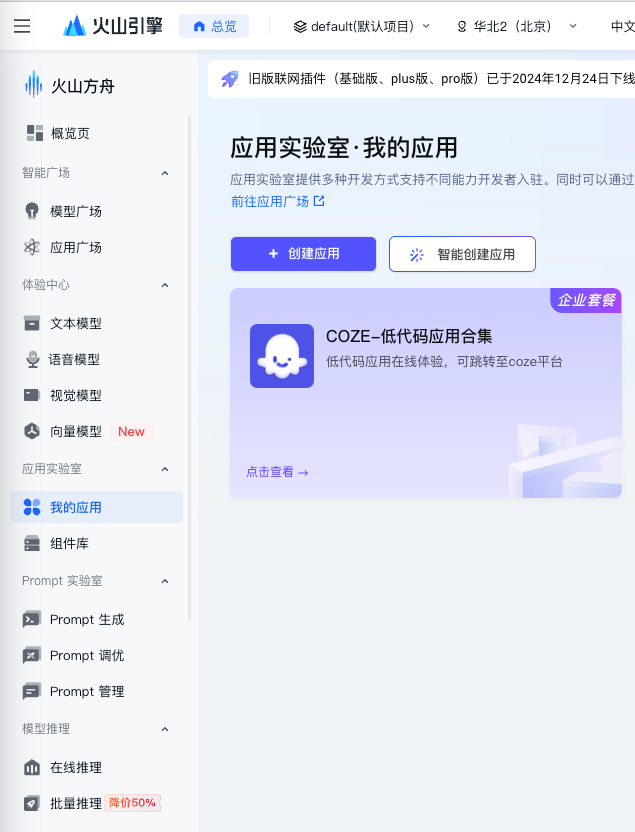 火山引擎
总览
default(默认项目)
华北2（北京）
中文
火山方舟
旧版联网插件（基础版、plus版、pro版）已于2024年12月24日下线
概览页
智能广场
模型广场
应用广场
体验中心
文本模型
语音模型
视觉模型
向量模型 New
应用实验室
我的应用
组件库
Prompt 实验室
Prompt 生成
Prompt 调优
Prompt 管理
模型推理
在线推理
批量推理 降价50%
应用实验室·我的应用
应用实验室提供多种开发方式支持不同能力开发者入驻。同时可以通过
前往应用广场
+ 创建应用
智能创建应用
企业套餐
COZE-低代码应用合集
低代码应用在线体验，可跳转至coze平台
点击查看 →